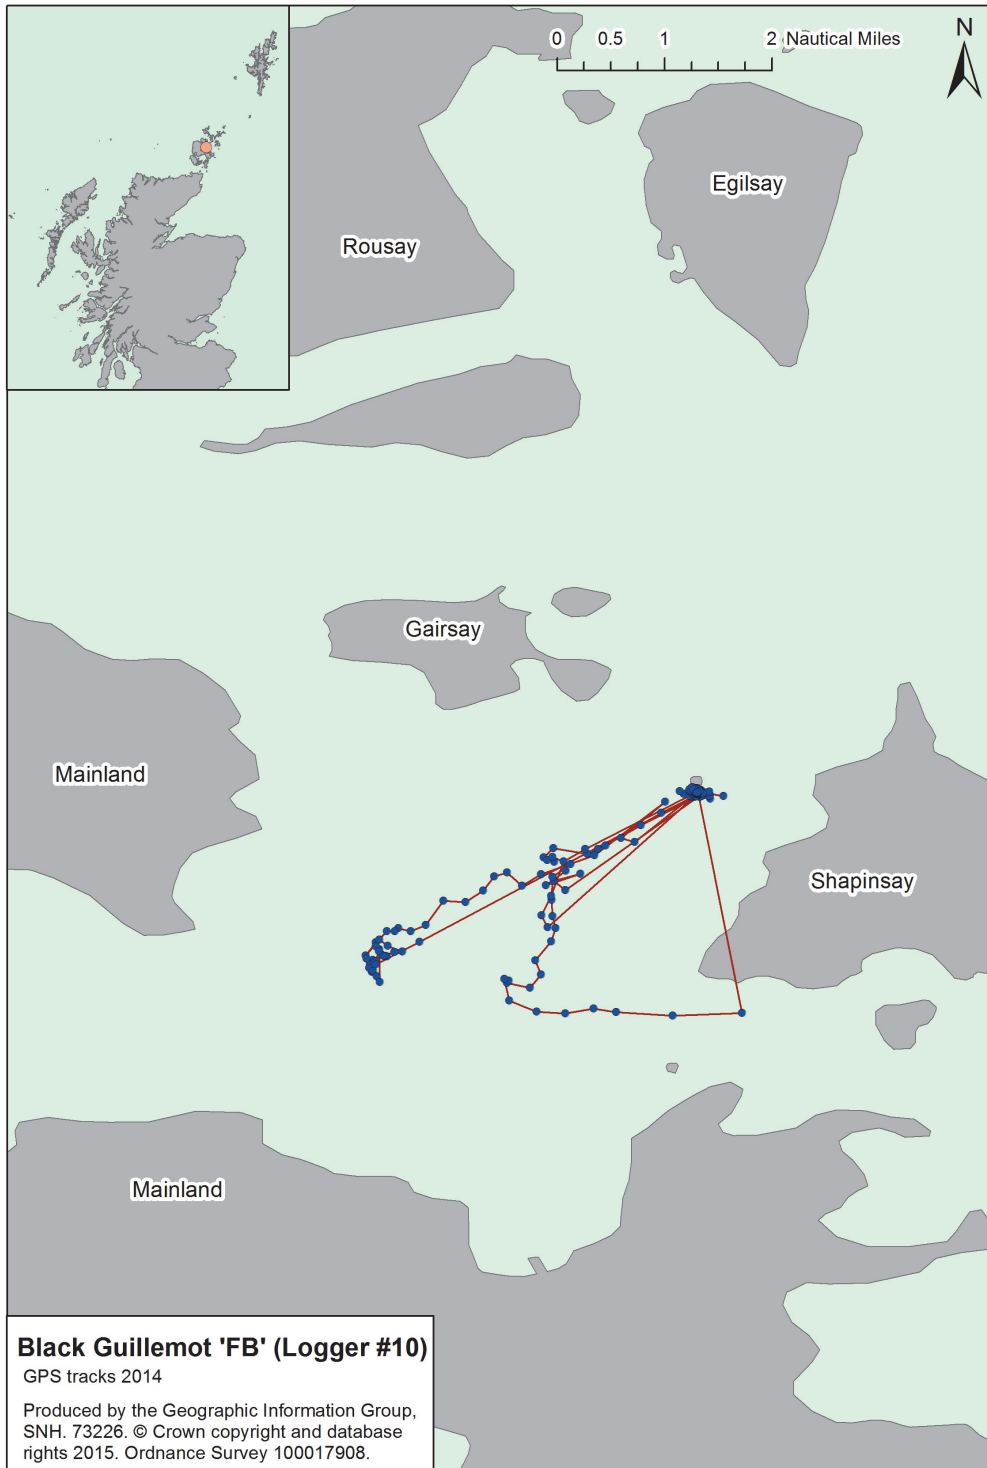 N
0 0.5 1 2 Nautical Miles
Egilsay
Rousay
Gairsay
Mainland
Shapinsay
Mainland
Black Guillemot 'FB' (Logger #10)
GPS tracks 2014
Produced by the Geographic Information Group,
SNH. 73226. © Crown copyright and database
rights 2015. Ordnance Survey 100017908.